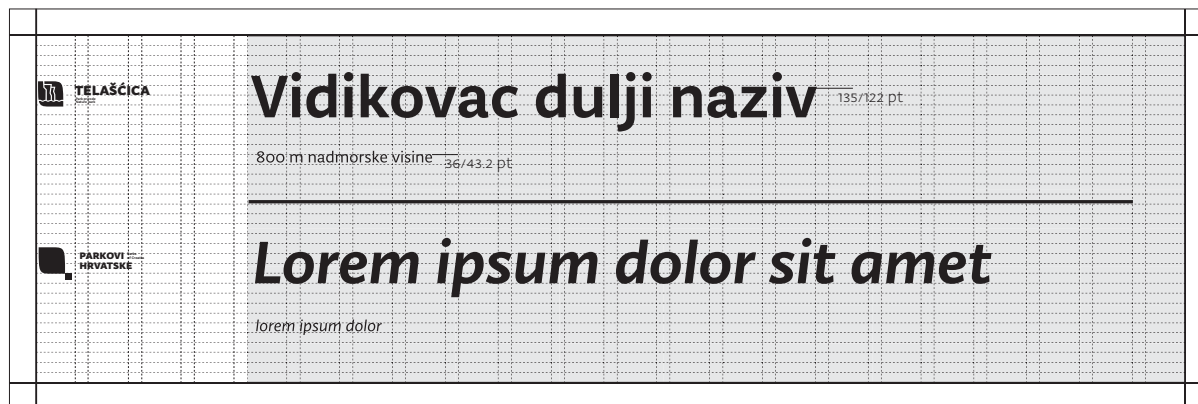 TELAŠĆICA
Vidikovac dulji naziv
135/122 pt
800 m nadmorske visine
36/43.2 pt
PARKOVI
HRVATSKE
Lorem ipsum dolor sit amet
lorem ipsum dolor